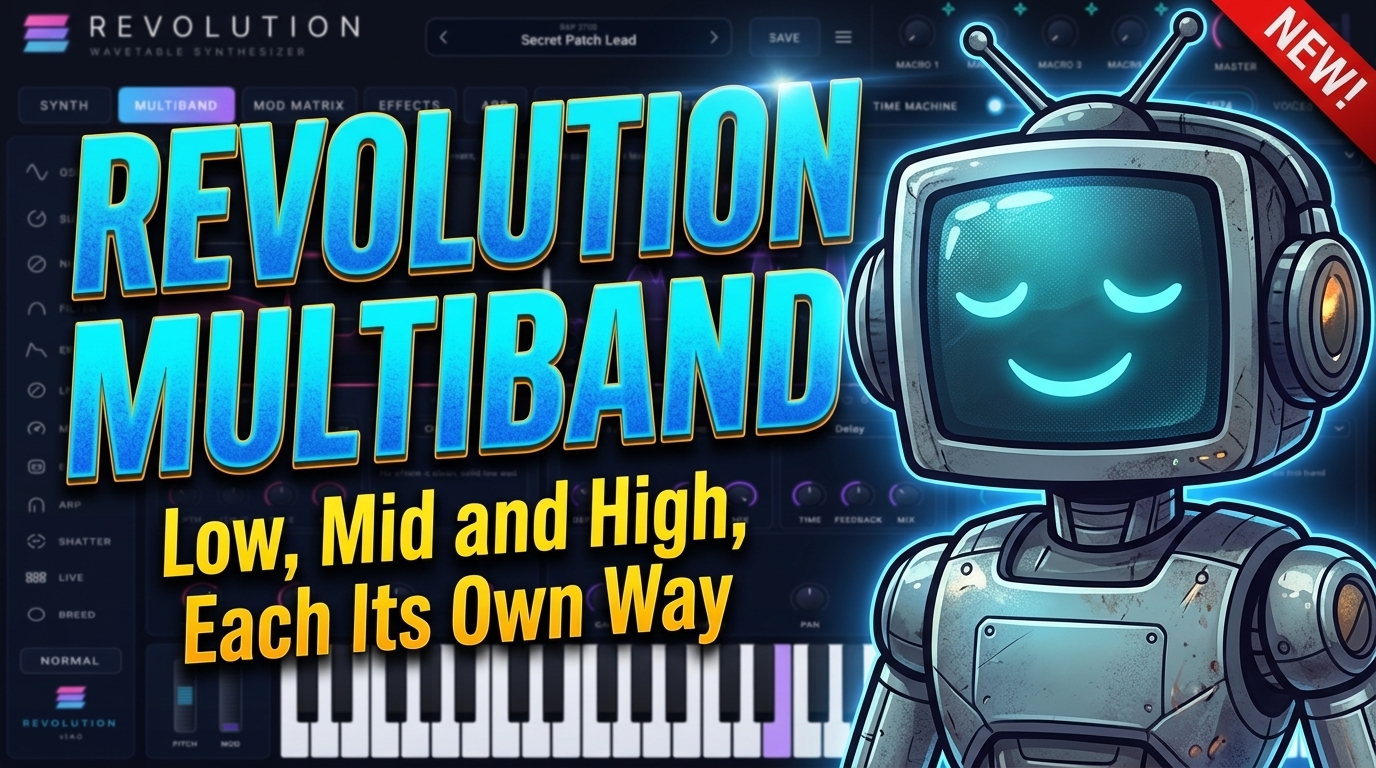 REVOLUTION
WAVETABLE SYNTHESIZER
Secret Patch Lead
SAVE
MACRO 1
MACRO 3
MASTER
NEW!
SYNTH
MULTIBAND
MOD MATRIX
EFFECTS
TIME MACHINE
REVOLUTION
MULTIBAND
Delay
TIME
FEEDBACK
MIX
Low, Mid and High,
Each Its Own Way
PAN
ARP
SHATTER
LIVE
BREED
NORMAL
REVOLUTION
PITCH
MOD